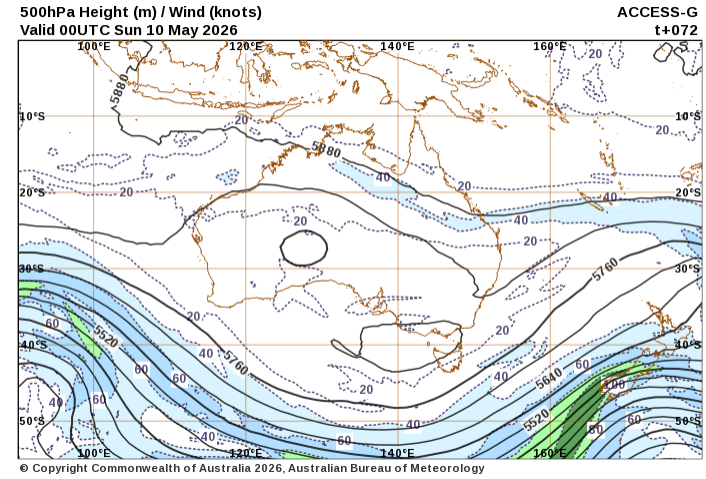 500hPa Height (m) / Wind (knots) ACCESS-G
Valid 00UTC Sun 10 May 2026 t+072
100°E 120°E 140°E 160°E
20
5880
10°S 20 20 10°S
5880
40
20°S 20 20 20°S
20 40
20
30°S 5760 30°S
20
60 5520 20
40°S 40 40°S
5760 60
60 60 40 5640 100
20
40 60 5520
50°S 40 60 50°S
40 60 80
100°E 120°E 160°E
© Copyright Commonwealth of Australia 2026, Australian Bureau of Meteorology